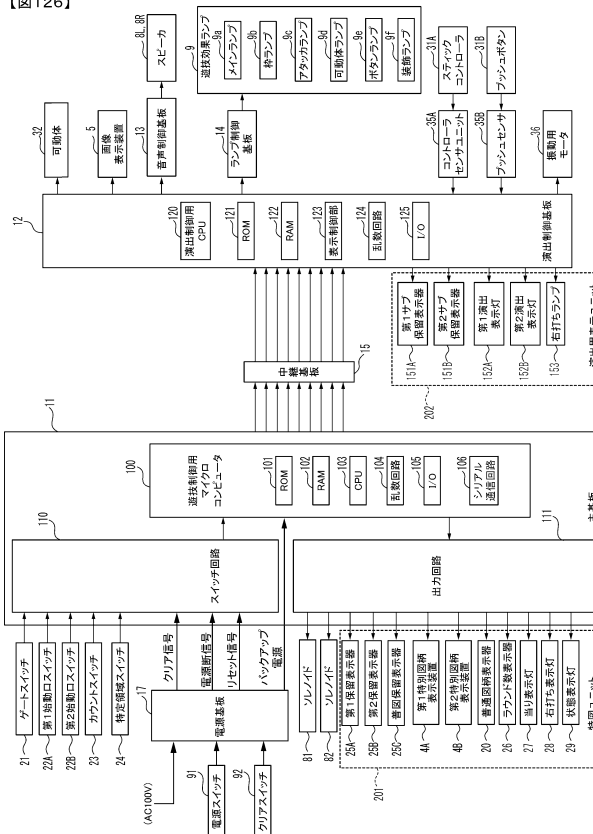 【図126】
32
可動体
5
画像
表示装置
スピーカ
8L, 8R
13
音声制御基板
9
遊技効果ランプ
9a
メインランプ
9b
枠ランプ
9c
アタッカランプ
9d
可動体ランプ
9e
ボタンランプ
9f
装飾ランプ
14
ランプ制御
基板
31A
スティック
コントローラ
35A
コントローラ
センサユニット
31B
プッシュボタン
35B
プッシュセンサ
36
振動用
モータ
12
120
演出制御用
CPU
121
ROM
122
RAM
123
表示制御部
124
乱数回路
125
I/O
演出制御基板
中継基板
15
151A
第1サブ
保留表示器
151B
第2サブ
保留表示器
152A
第1演出
表示灯
152B
第2演出
表示灯
153
右打ちランプ
202
11
100
遊技制御用
マイクロ
コンピュータ
101
ROM
102
RAM
103
CPU
104
乱数回路
105
I/O
106
シリアル
通信回路
110
スイッチ回路
111
出力回路
21
ゲートスイッチ
22A
第1始動口スイッチ
22B
第2始動口スイッチ
23
カウントスイッチ
24
特定領域スイッチ
クリア信号
電源断信号
リセット信号
バックアップ
電源
17
電源基板
(AC100V)
91
電源スイッチ
92
クリアスイッチ
81
ソレノイド
82
ソレノイド
25A
第1保留表示器
25B
第2保留表示器
25C
普図保留表示器
4A
第1特別図柄
表示装置
4B
第2特別図柄
表示装置
20
普通図柄表示器
26
ラウンド数表示器
27
当り表示灯
28
右打ち表示灯
29
状態表示灯
201